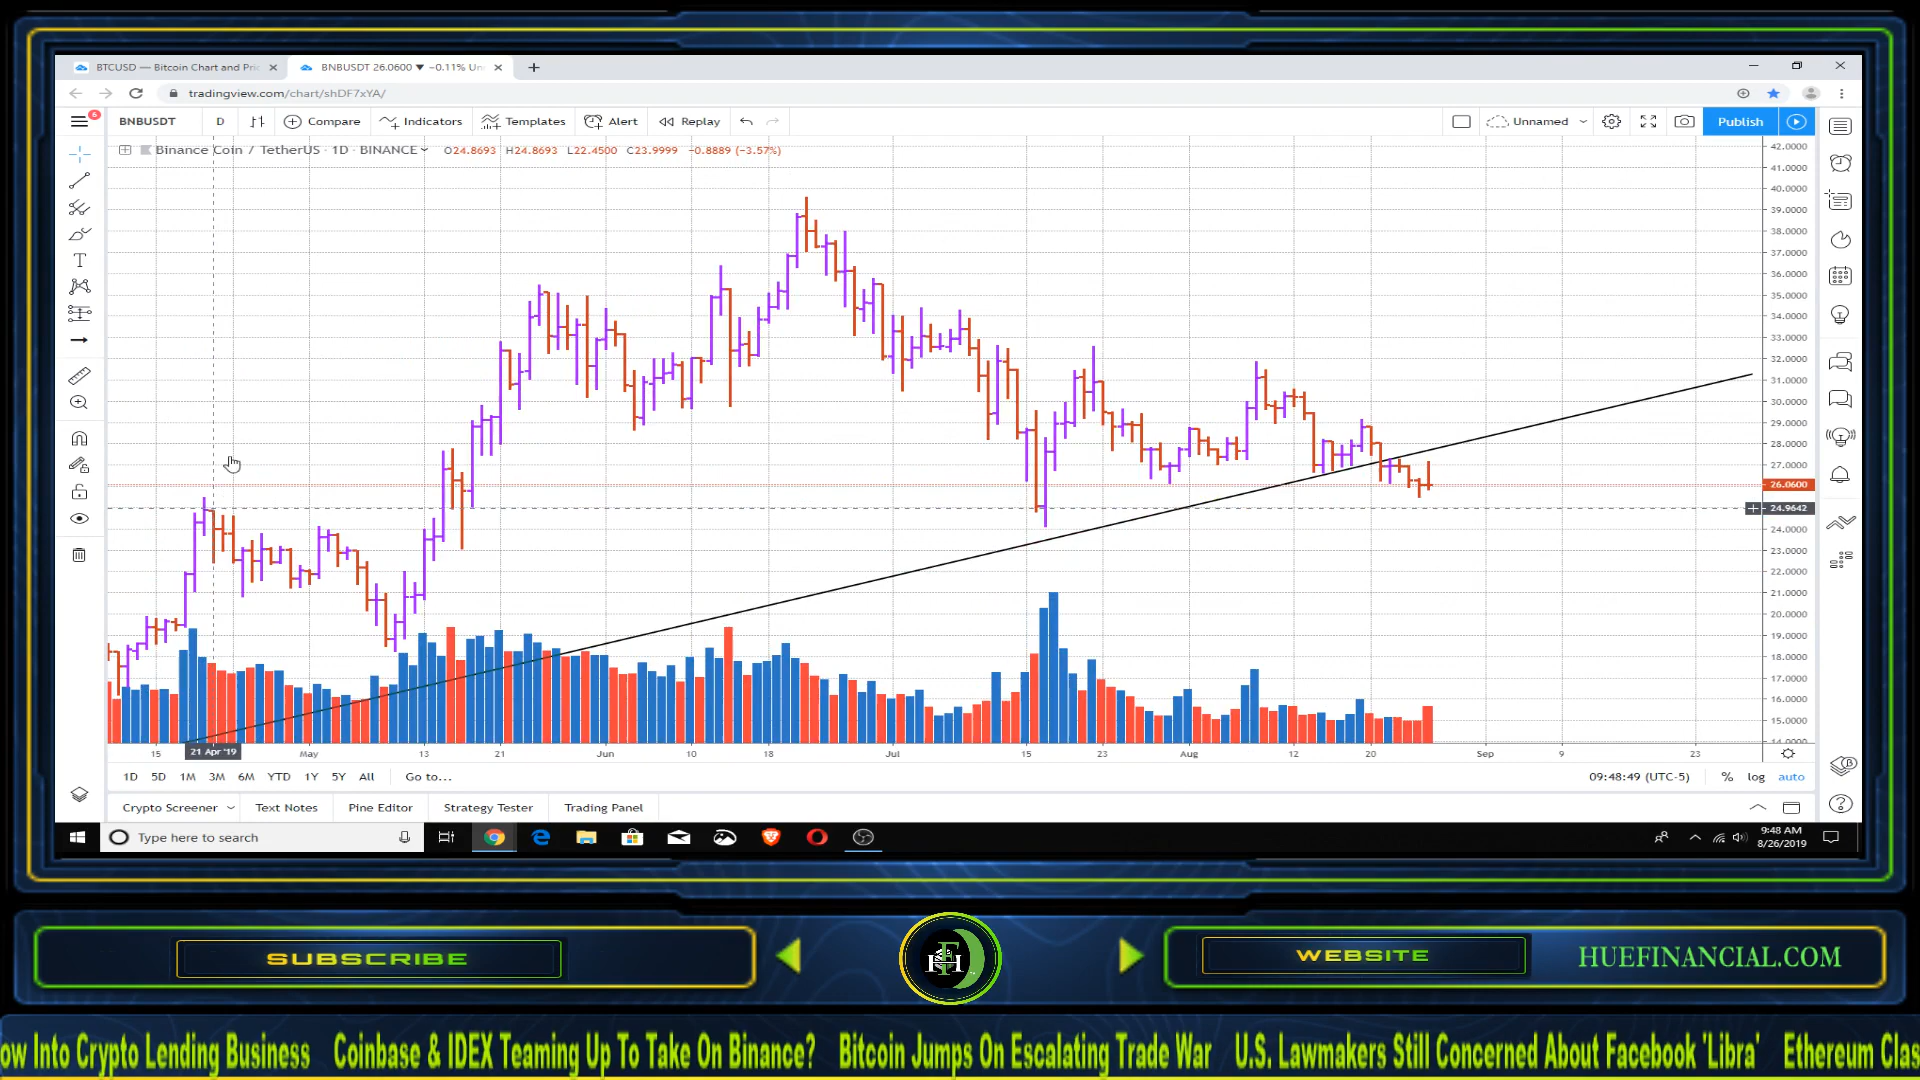 BTCUSD — Bitcoin Chart and Pri
BNBUSDT 26.0600 ▼ −0.11% Un
tradingview.com/chart/shDF7xYA/
6
BNBUSDT
D
Compare
Indicators
Templates
Alert
Replay
Unnamed
Publish
Binance Coin / TetherUS · 1D · BINANCE
O24.8693 H24.8693 L22.4500 C23.9999 −0.8889 (−3.57%)
42.0000
41.0000
40.0000
39.0000
38.0000
37.0000
36.0000
35.0000
34.0000
33.0000
32.0000
31.0000
30.0000
29.0000
28.0000
27.0000
26.0600
24.9642
24.0000
23.0000
22.0000
21.0000
20.0000
19.0000
18.0000
17.0000
16.0000
15.0000
14.0000
15 21 Apr '19 May 13 21 Jun 10 18 Jul 15 23 Aug 12 20 Sep 9 23
1D 5D 1M 3M 6M YTD 1Y 5Y All Go to...
09:48:49 (UTC-5) % log auto
Crypto Screener Text Notes Pine Editor Strategy Tester Trading Panel
Type here to search
9:48 AM
8/26/2019
SUBSCRIBE
FH
WEBSITE
HUEFINANCIAL.COM
ow Into Crypto Lending Business Coinbase & IDEX Teaming Up To Take On Binance? Bitcoin Jumps On Escalating Trade War U.S. Lawmakers Still Concerned About Facebook 'Libra' Ethereum Clas